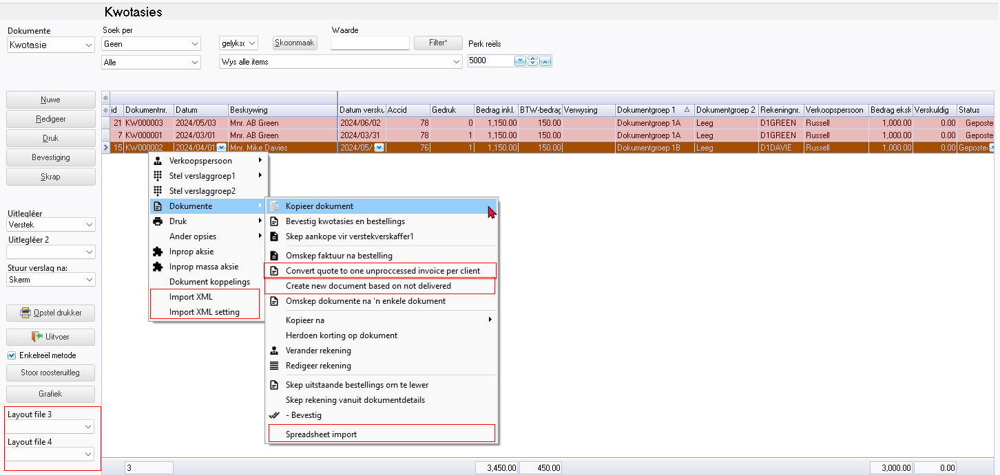 Kwotasies
Dokumente
Kwotasie
Soek per
Geen
Alle
gelyksc
Skoonmaak
Waarde
Filter*
Perk reëls
Wys alle items
5000
Nuwe
Redigeer
Druk
Bevestiging
Skrap
Uitleglêer
Verstek
Uitleglêer 2
Stuur verslag na:
Skerm
Opstel drukker
Uitvoer
Enkelreël metode
Stoor roosteruitleg
Grafiek
Layout file 3
Layout file 4
id Dokumentnr. Datum Beskrywing Datum versku Accid Gedruk Bedrag inkl. BTW-bedrag Verwysing Dokumentgroep 1 Dokumentgroep 2 Rekeningnr. Verkoopspersoon Bedrag eksk Verskuldig Status
21 KW000003 2024/05/03 Mnr. AB Green 2024/06/02 78 0 1,150.00 150.00 Dokumentgroep 1A Leeg D1GREEN Russell 1,000.00 0.00 Geposte
7 KW000001 2024/03/01 Mnr. AB Green 2024/03/31 78 1 1,150.00 150.00 Dokumentgroep 1A Leeg D1GREEN Russell 1,000.00 0.00 Geposte
15 KW000002 2024/04/01 Mnr. Mike Davies 2024/05/ 76 1 1,150.00 150.00 Dokumentgroep 1B Leeg D1DAVIE Russell 1,000.00 0.00 Geposte
Verkoopspersoon
Stel verslaggroep1
Stel verslaggroep2
Dokumente
Druk
Ander opsies
Inprop aksie
Inprop massa aksie
Dokument koppelings
Import XML
Import XML setting
Kopieer dokument
Bevestig kwotasies en bestellings
Skep aankope vir verstekverskaffer1
Omskep faktuur na bestelling
Convert quote to one unproccessed invoice per client
Create new document based on not delivered
Omskep dokumente na 'n enkele dokument
Kopieer na
Herdoen korting op dokument
Verander rekening
Redigeer rekening
Skep uitstaande bestellings om te lewer
Skep rekening vanuit dokumentdetails
- Bevestig
Spreadsheet import
3 3,450.00 450.00 3,000.00 0.00